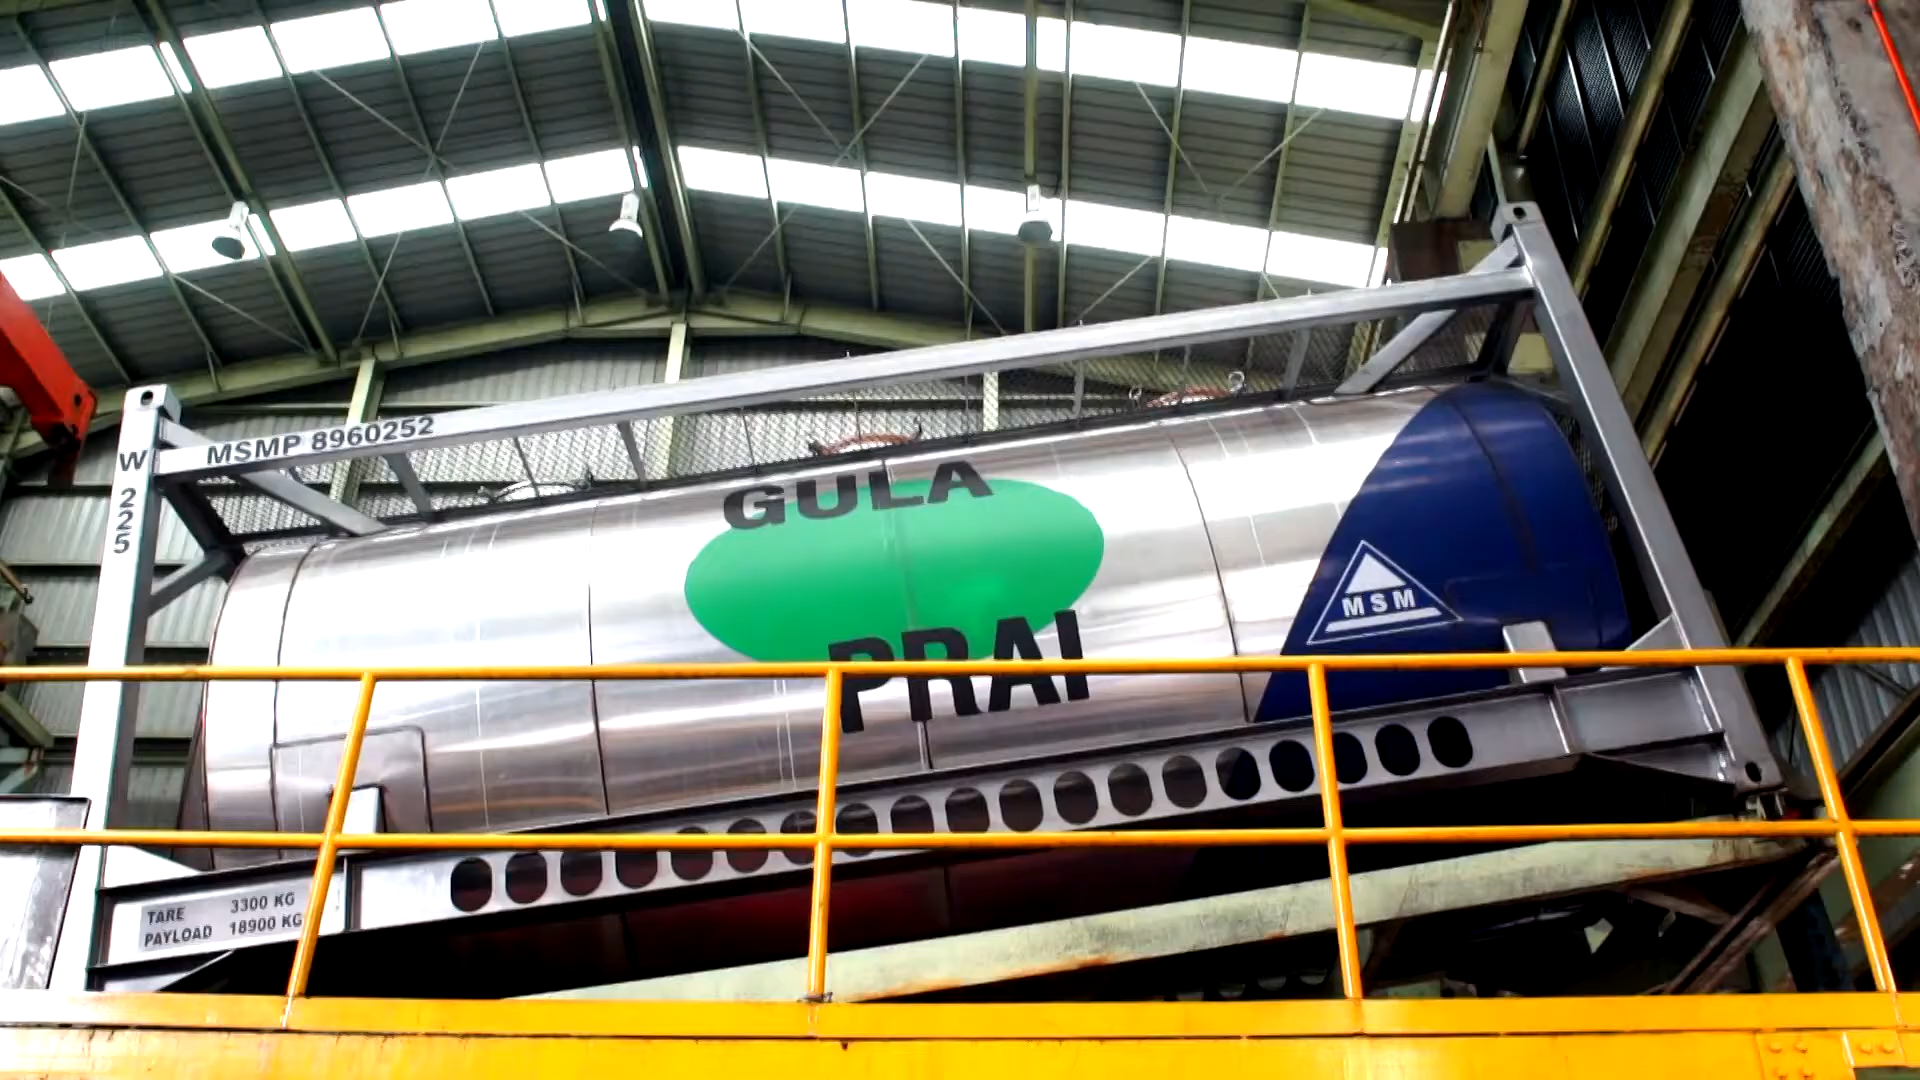 MSMP 8960252
W 225
GULA
PRAI
MSM
TARE 3300 KG
PAYLOAD 18900 KG